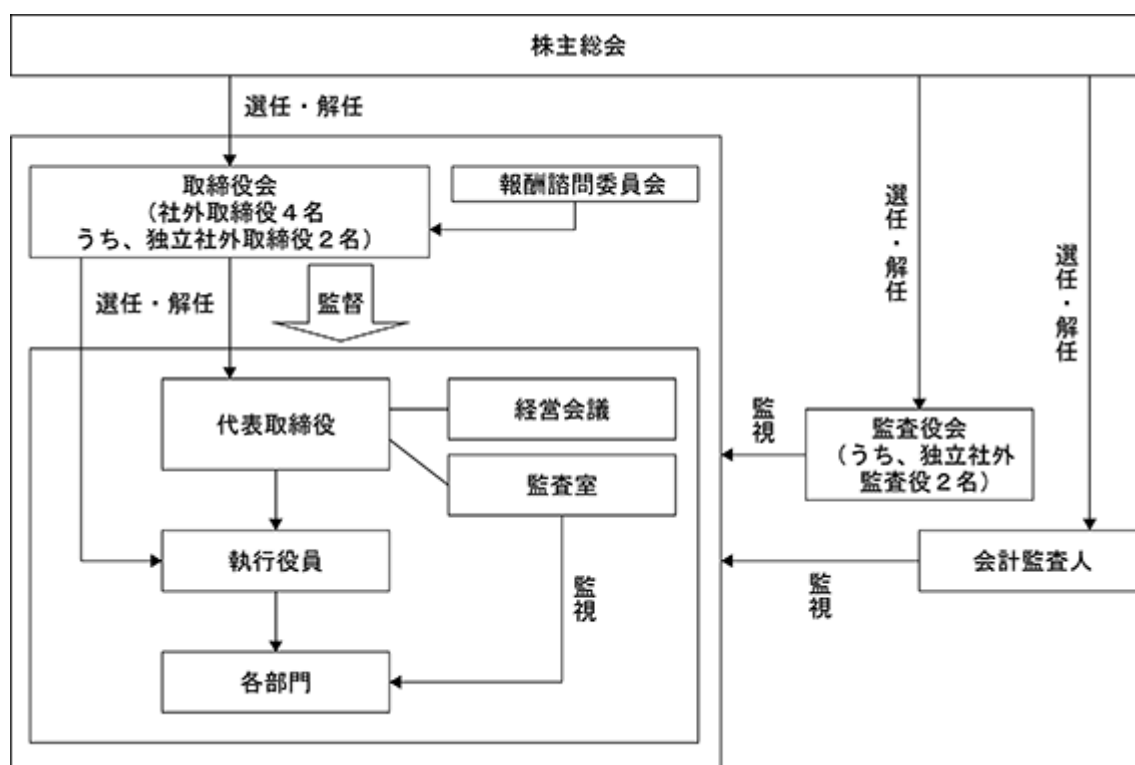 株主総会
選任・解任
取締役会
（社外取締役４名
うち、独立社外取締役２名）
報酬諮問委員会
選任・解任
監督
選任・解任
選任・解任
代表取締役
経営会議
監査室
監視
監査役会
（うち、独立社外
監査役２名）
執行役員
監視
監視
会計監査人
各部門